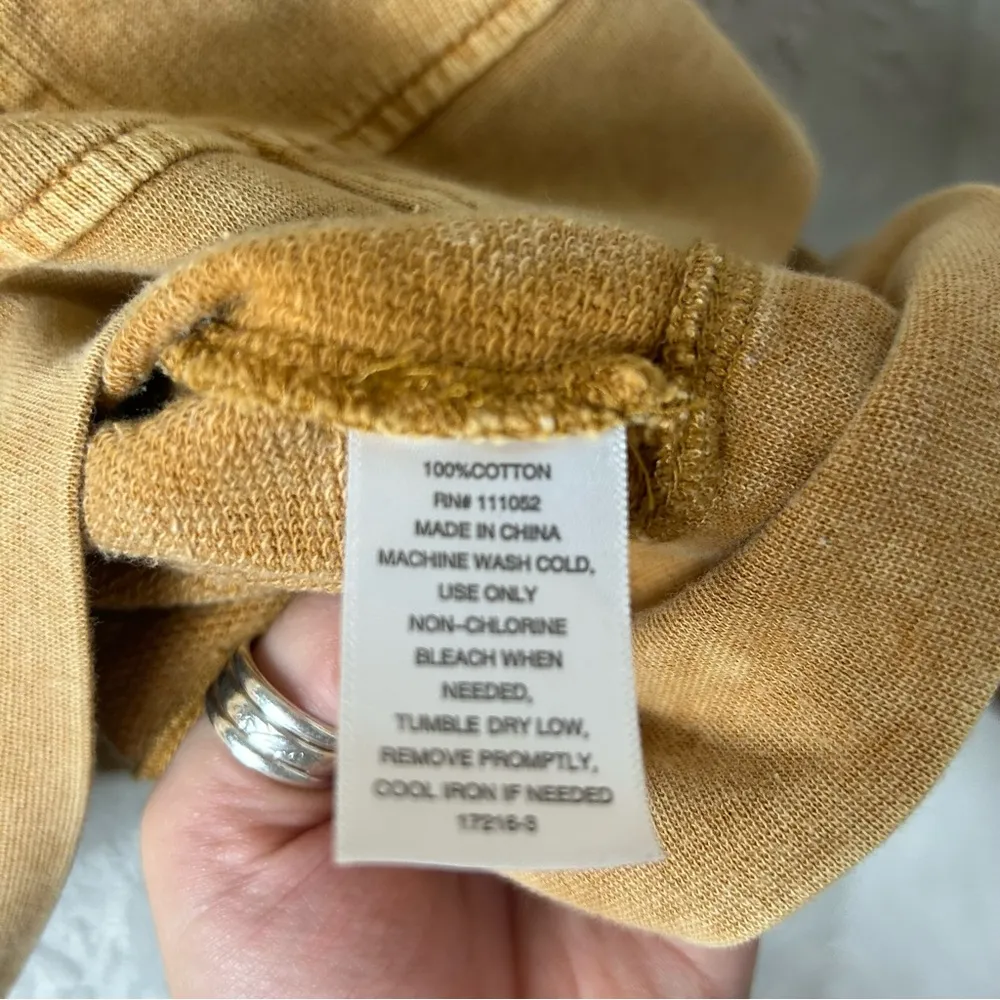 100%COTTON
RN# 111052
MADE IN CHINA
MACHINE WASH COLD,
USE ONLY
NON-CHLORINE
BLEACH WHEN
NEEDED,
TUMBLE DRY LOW,
REMOVE PROMPTLY,
COOL IRON IF NEEDED
17216-3